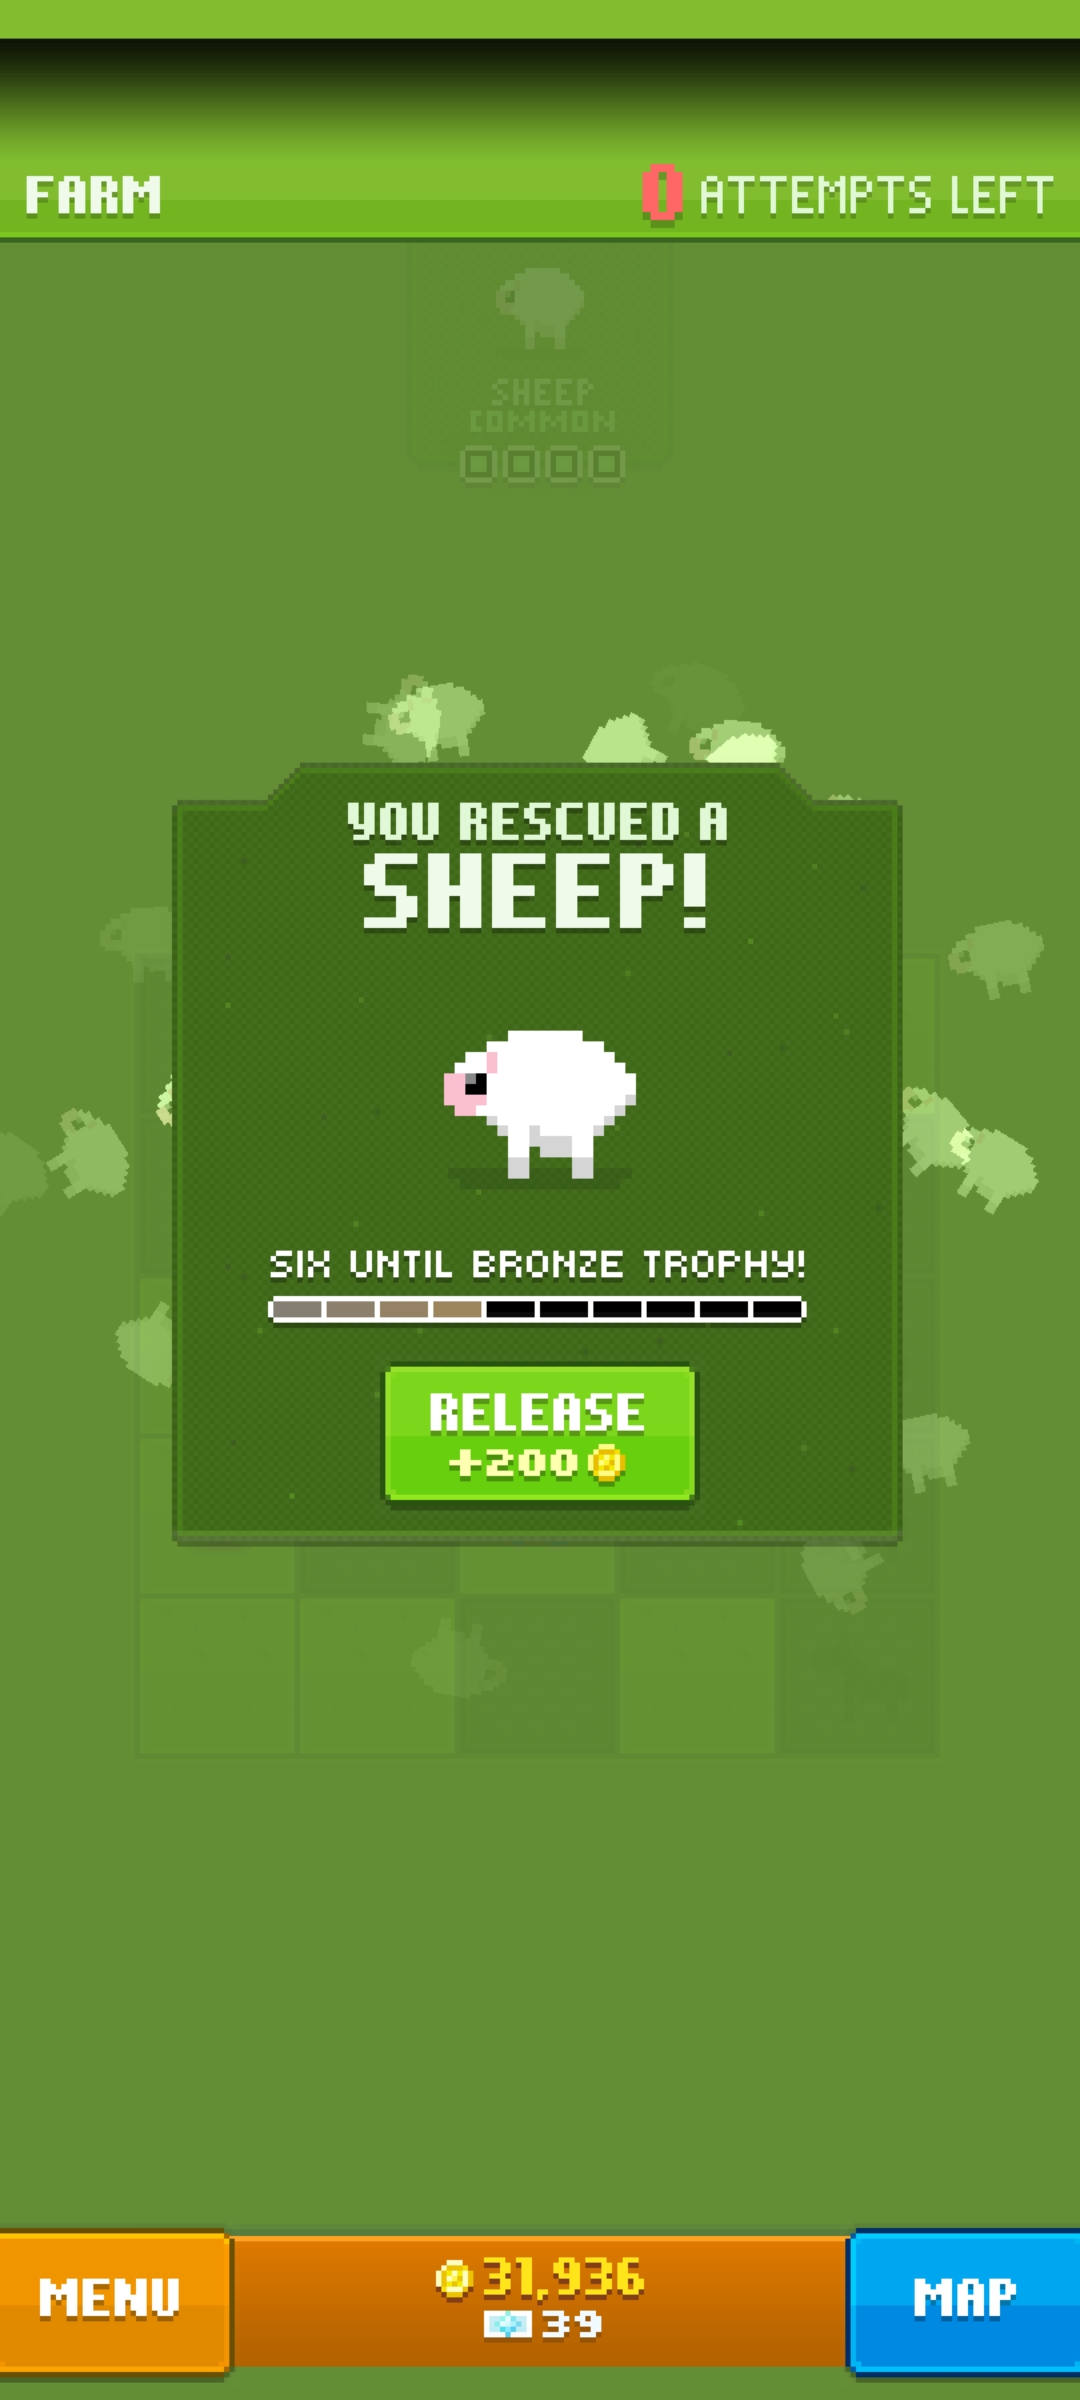 FARM
0 ATTEMPTS LEFT
SHEEP
COMMON
YOU RESCUED A
SHEEP!
SIX UNTIL BRONZE TROPHY!
RELEASE
+200
MENU
31,936
39
MAP